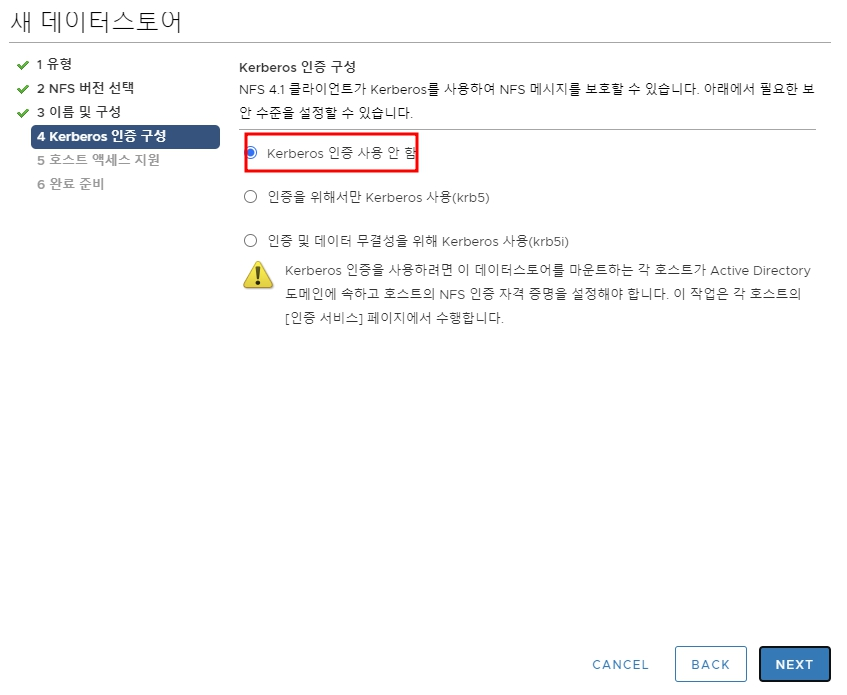 새 데이터스토어
1 유형
2 NFS 버전 선택
3 이름 및 구성
4 Kerberos 인증 구성
5 호스트 액세스 지원
6 완료 준비
Kerberos 인증 구성
NFS 4.1 클라이언트가 Kerberos를 사용하여 NFS 메시지를 보호할 수 있습니다. 아래에서 필요한 보
안 수준을 설정할 수 있습니다.
Kerberos 인증 사용 안 함
인증을 위해서만 Kerberos 사용(krb5)
인증 및 데이터 무결성을 위해 Kerberos 사용(krb5i)
Kerberos 인증을 사용하려면 이 데이터스토어를 마운트하는 각 호스트가 Active Directory
도메인에 속하고 호스트의 NFS 인증 자격 증명을 설정해야 합니다. 이 작업은 각 호스트의
[인증 서비스] 페이지에서 수행합니다.
CANCEL
BACK
NEXT